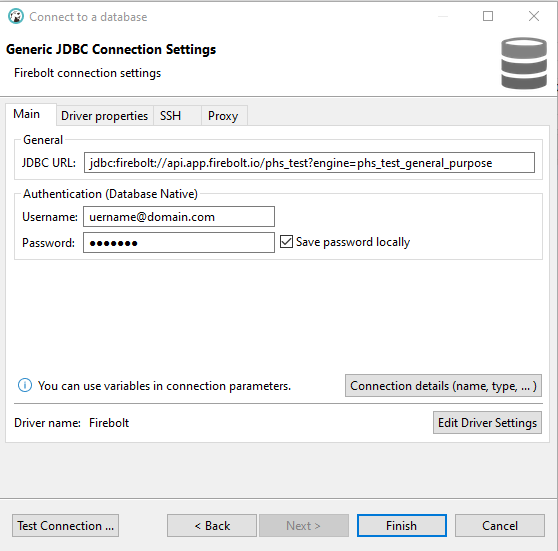 Connect to a database
Generic JDBC Connection Settings
Firebolt connection settings
Main Driver properties SSH Proxy
General
JDBC URL: jdbc:firebolt://api.app.firebolt.io/phs_test?engine=phs_test_general_purpose
Authentication (Database Native)
Username: uername@domain.com
Password: ●●●●●●● Save password locally
You can use variables in connection parameters. Connection details (name, type, ... )
Driver name: Firebolt Edit Driver Settings
Test Connection ... < Back Next > Finish Cancel